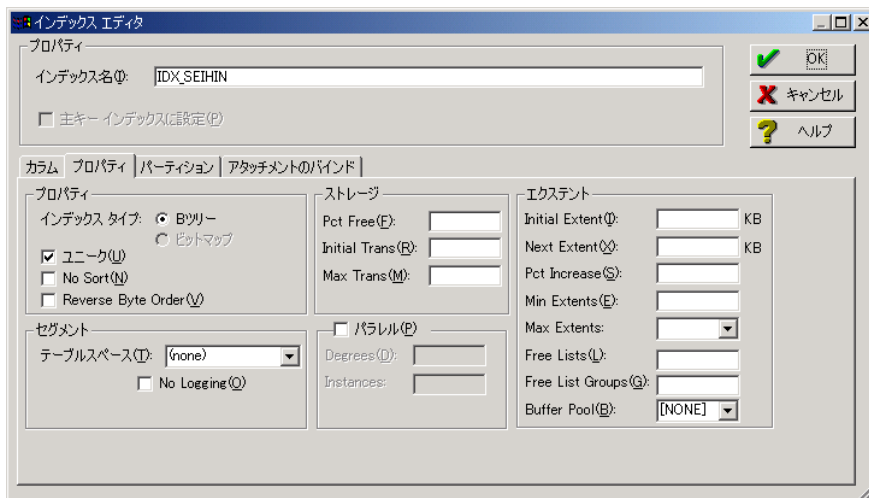 インデックス エディタ
プロパティ
インデックス名(I): IDX_SEIHIN
主キー インデックスに設定(P)
OK
キャンセル
ヘルプ
カラム プロパティ パーティション アタッチメントのバインド
プロパティ
インデックス タイプ: Bツリー
ビットマップ
ユニーク(U)
No Sort(N)
Reverse Byte Order(V)
ストレージ
Pct Free(F):
Initial Trans(R):
Max Trans(M):
エクステント
Initial Extent(I): KB
Next Extent(X): KB
Pct Increase(S):
Min Extents(E):
Max Extents:
Free Lists(L):
Free List Groups(G):
Buffer Pool(B): [NONE]
セグメント
テーブルスペース(T): (none)
No Logging(O)
パラレル(P)
Degrees(D):
Instances: